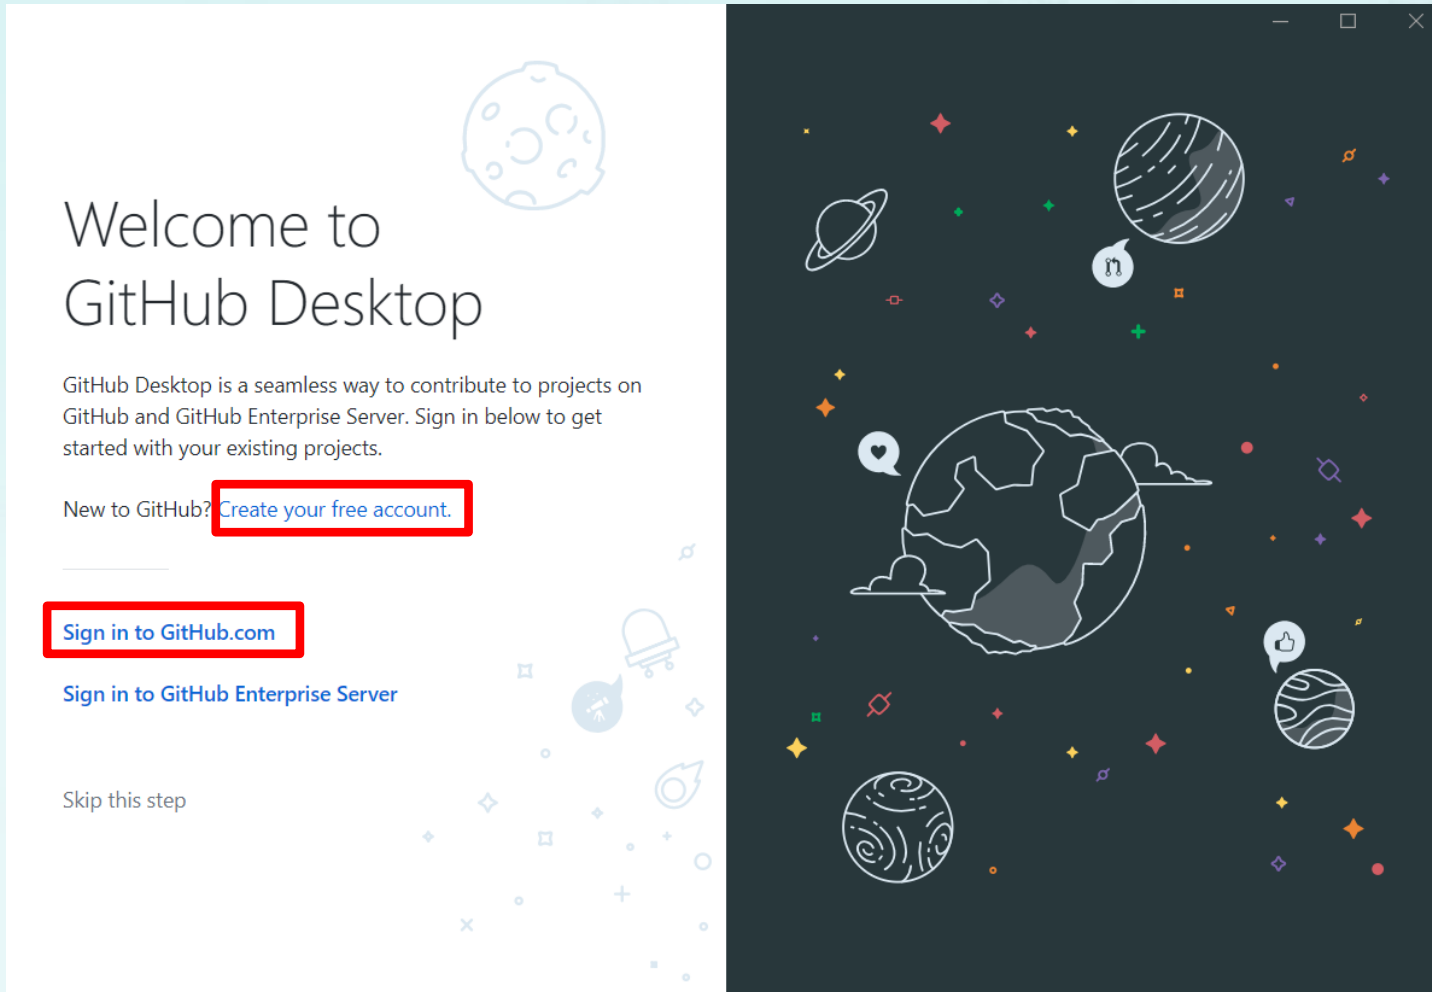 Welcome to
GitHub Desktop
GitHub Desktop is a seamless way to contribute to projects on
GitHub and GitHub Enterprise Server. Sign in below to get
started with your existing projects.
New to GitHub? Create your free account.
Sign in to GitHub.com
Sign in to GitHub Enterprise Server
Skip this step